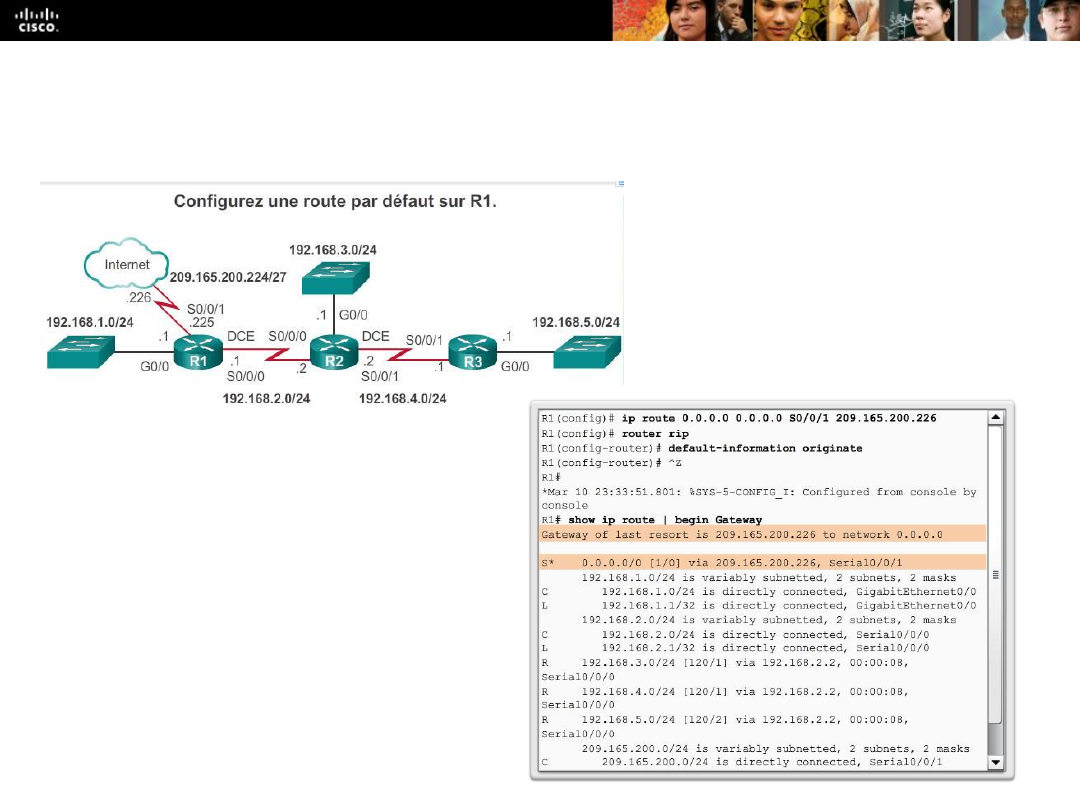 CISCO.
Configurez une route par défaut sur R1.
192.168.3.0/24
Internet
209.165.200.224/27
.226
S0/0/1
.225
.1
G0/0
192.168.1.0/24
192.168.5.0/24
.1
DCE
S0/0/0
DCE
S0/0/1
.1
R1
R2
R3
G0/0
.1
S0/0/0
.2
.2
S0/0/1
.1
G0/0
192.168.2.0/24
192.168.4.0/24
R1(config)# ip route 0.0.0.0 0.0.0.0 S0/0/1 209.165.200.226
R1(config)# router rip
R1(config-router)# default-information originate
R1(config-router)# ^Z
R1#
*Mar 10 23:33:51.801: %SYS-5-CONFIG_I: Configured from console by
console
R1# show ip route | begin Gateway
Gateway of last resort is 209.165.200.226 to network 0.0.0.0
S* 0.0.0.0/0 [1/0] via 209.165.200.226, Serial0/0/1
192.168.1.0/24 is variably subnetted, 2 subnets, 2 masks
C 192.168.1.0/24 is directly connected, GigabitEthernet0/0
L 192.168.1.1/32 is directly connected, GigabitEthernet0/0
192.168.2.0/24 is variably subnetted, 2 subnets, 2 masks
C 192.168.2.0/24 is directly connected, Serial0/0/0
L 192.168.2.1/32 is directly connected, Serial0/0/0
R 192.168.3.0/24 [120/1] via 192.168.2.2, 00:00:08,
Serial0/0/0
R 192.168.4.0/24 [120/1] via 192.168.2.2, 00:00:08,
Serial0/0/0
R 192.168.5.0/24 [120/2] via 192.168.2.2, 00:00:08,
Serial0/0/0
209.165.200.0/24 is variably subnetted, 2 subnets, 2 masks
C 209.165.200.0/24 is directly connected, Serial0/0/1